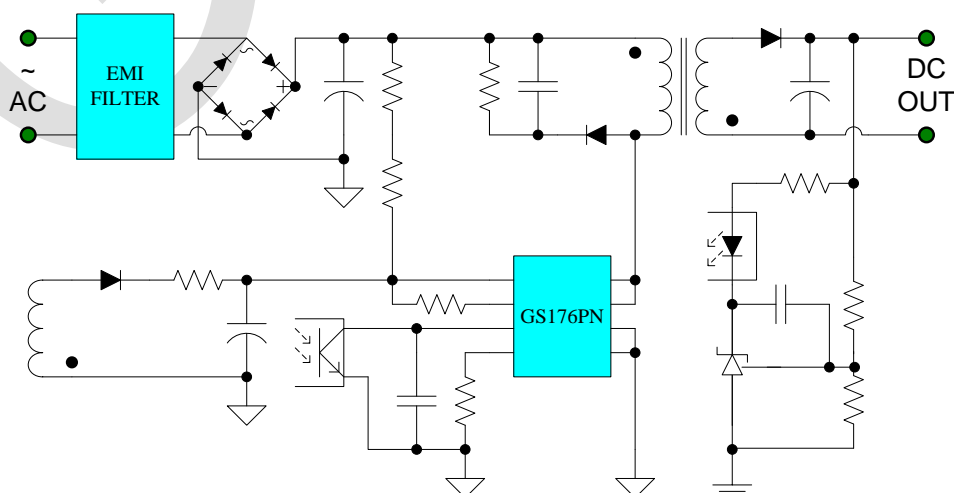 ~
AC
EMI
FILTER
DC
OUT
GS176PN